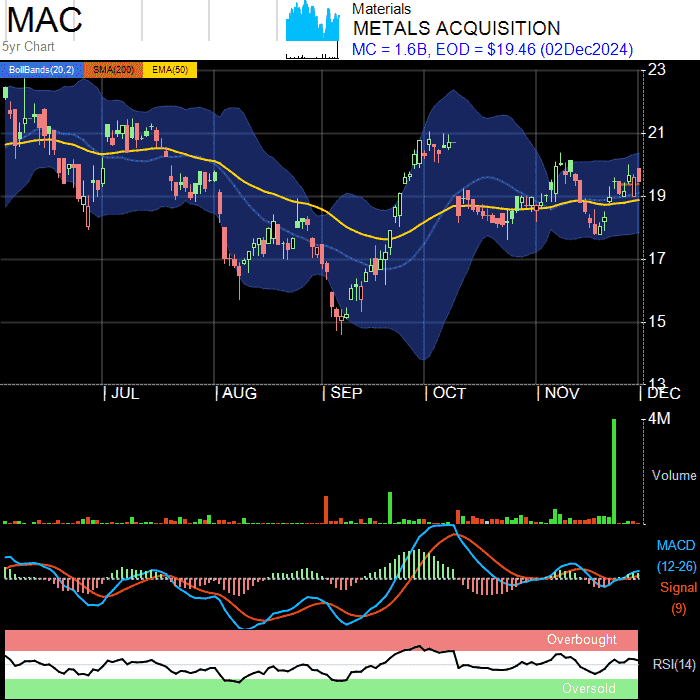 MAC
5yr Chart
Materials
METALS ACQUISITION
MC = 1.6B, EOD = $19.46 (02Dec2024)
BollBands(20,2) SMA(200) EMA(50)
23
21
19
17
15
13
JUL AUG SEP OCT NOV DEC
4M
Volume
MACD
(12-26)
Signal
(9)
Overbought
RSI(14)
Oversold